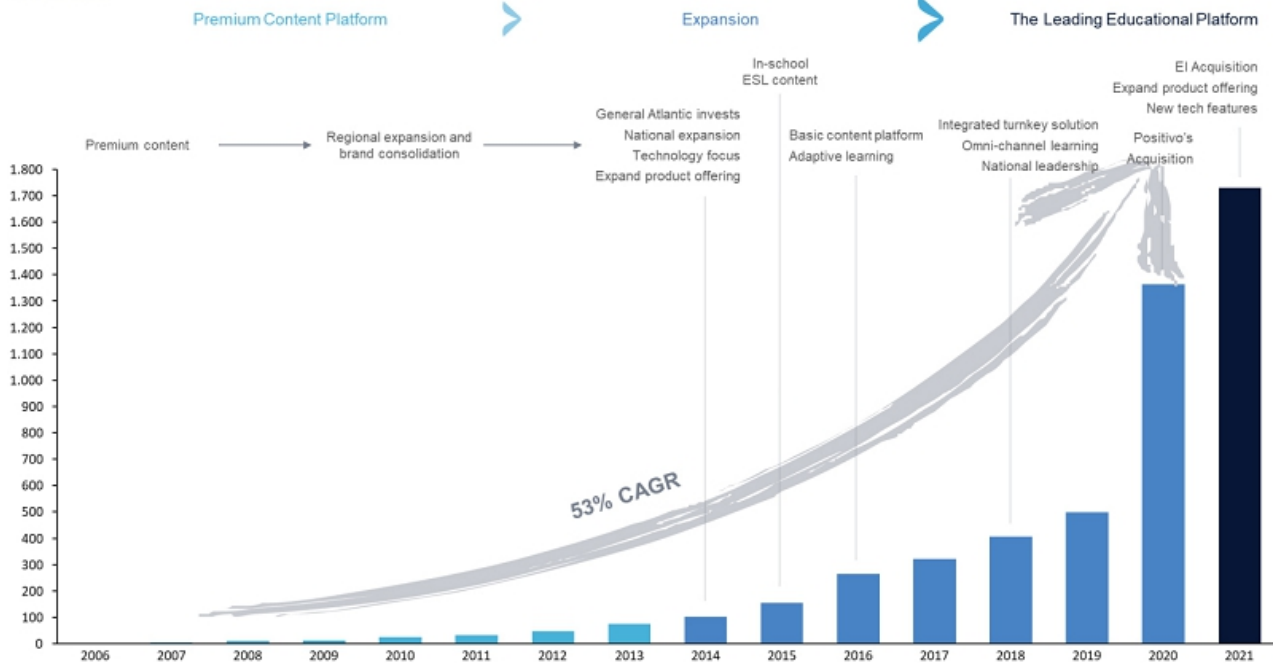 Premium Content Platform
Expansion
The Leading Educational Platform
Premium content
Regional expansion and
brand consolidation
General Atlantic invests
National expansion
Technology focus
Expand product offering
In-school
ESL content
Basic content platform
Adaptive learning
Integrated turnkey solution
Omni-channel learning
National leadership
Positivo's
Acquisition
EI Acquisition
Expand product offering
New tech features
1.800
1.700
1.600
1.500
1.400
1.300
1.200
1.100
1.000
900
800
700
600
500
400
300
200
100
0
53% CAGR
2006
2007
2008
2009
2010
2011
2012
2013
2014
2015
2016
2017
2018
2019
2020
2021